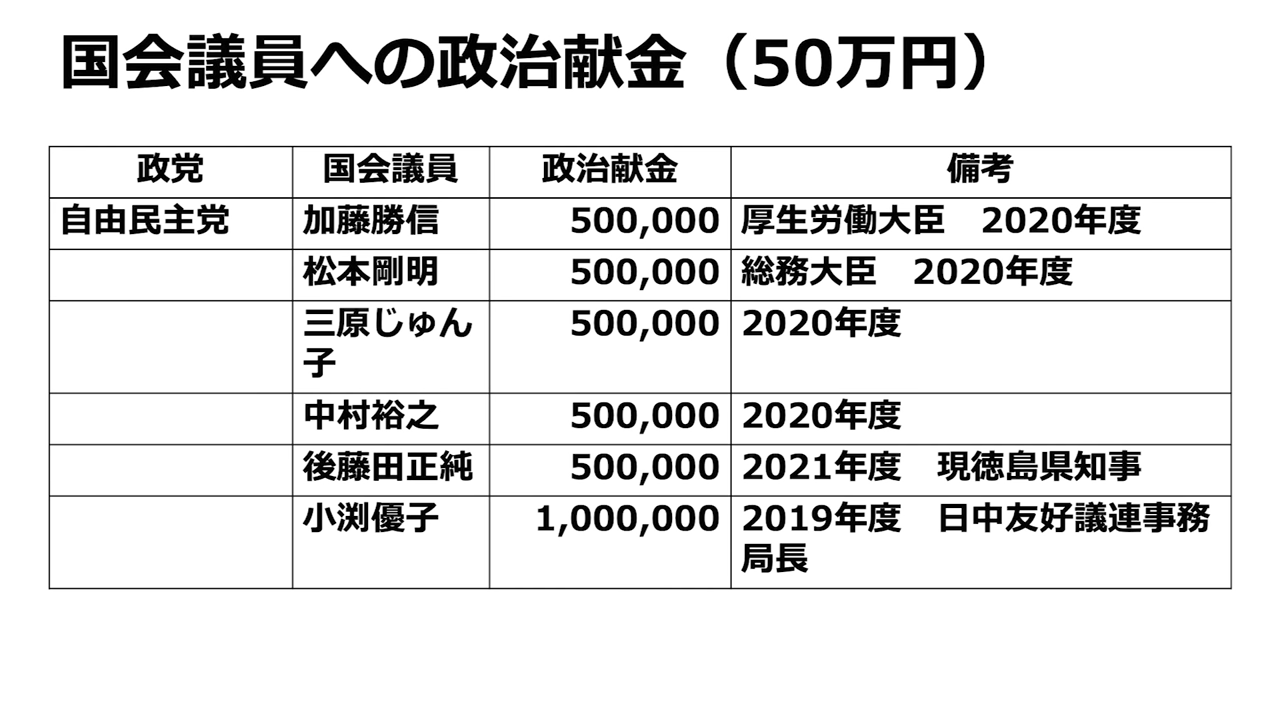 国会議員への政治献金（50万円）
政党 国会議員 政治献金 備考
自由民主党 加藤勝信 500,000 厚生労働大臣　2020年度
松本剛明 500,000 総務大臣　2020年度
三原じゅん 500,000 2020年度
子
中村裕之 500,000 2020年度
後藤田正純 500,000 2021年度　現徳島県知事
小渕優子 1,000,000 2019年度　日中友好議連事務
局長